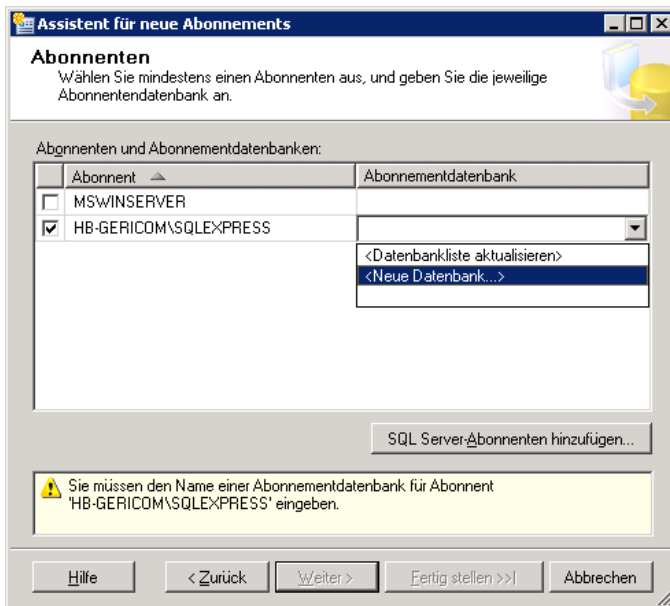 Assistent für neue Abonnements
Abonnenten
Wählen Sie mindestens einen Abonnenten aus, und geben Sie die jeweilige
Abonnentendatenbank an.
Abonnenten und Abonnementdatenbanken:
Abonnent Abonnementdatenbank
MSWINSERVER
HB-GERICOM\SQLEXPRESS
<Datenbankliste aktualisieren>
<Neue Datenbank...>
SQL Server-Abonnenten hinzufügen...
Sie müssen den Name einer Abonnementdatenbank für Abonnent
'HB-GERICOM\SQLEXPRESS' eingeben.
Hilfe < Zurück Weiter > Fertig stellen >>| Abbrechen